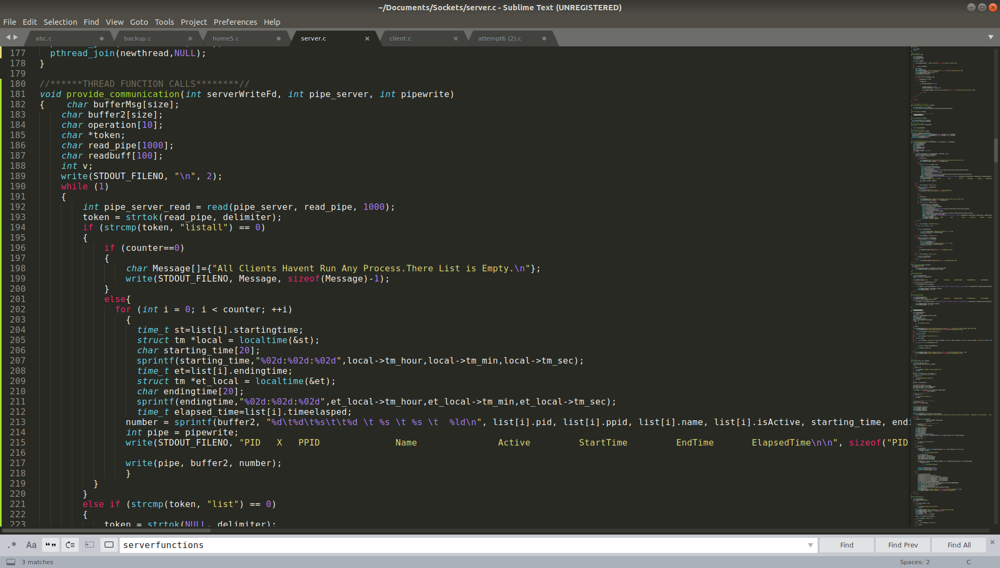 ~/Documents/Sockets/server.c - Sublime Text (UNREGISTERED)
File Edit Selection Find View Goto Tools Project Preferences Help
abc.c backup.c home5.c server.c client.c attempt6 (2).c
177 pthread_join(newthread,NULL);
178 }
179
180 //******THREAD FUNCTION CALLS********//
181 void provide_communication(int serverWriteFd, int pipe_server, int pipewrite)
182 { char bufferMsg[size];
183 char buffer2[size];
184 char operation[10];
185 char *token;
186 char read_pipe[1000];
187 char readbuff[100];
188 int v;
189 write(STDOUT_FILENO, "\n", 2);
190 while (1)
191 {
192 int pipe_server_read = read(pipe_server, read_pipe, 1000);
193 token = strtok(read_pipe, delimiter);
194 if (strcmp(token, "listall") == 0)
195 {
196 if (counter==0)
197 {
198 char Message[]={"All Clients Havent Run Any Process.There List is Empty.\n"};
199 write(STDOUT_FILENO, Message, sizeof(Message)-1);
200 }
201 else{
202 for (int i = 0; i < counter; ++i)
203 {
204 time_t st=list[i].startingtime;
205 struct tm *local = localtime(&st);
206 char starting_time[20];
207 sprintf(starting_time,"%02d:%02d:%02d",local->tm_hour,local->tm_min,local->tm_sec);
208 time_t et=list[i].endingtime;
209 struct tm *et_local = localtime(&et);
210 char endingtime[20];
211 sprintf(endingtime,"%02d:%02d:%02d",et_local->tm_hour,et_local->tm_min,et_local->tm_sec);
212 time_t elapsed_time=list[i].timeelasped;
213 number = sprintf(buffer2, "%d\t%d\t%s\t\t%d \t %s \t %s \t  %ld\n", list[i].pid, list[i].ppid, list[i].name, list[i].isActive, starting_time, endi
214 int pipe = pipewrite;
215 write(STDOUT_FILENO, "PID   X   PPID              Name               Active         StartTime         EndTime       ElapsedTime\n\n", sizeof("PID
216
217 write(pipe, buffer2, number);
218 }
219 }
220 }
221 else if (strcmp(token, "list") == 0)
222 {
223 token = strtok(NULL, delimiter);
.* Aa “” serverfunctions Find Find Prev Find All
3 matches Spaces: 2 C